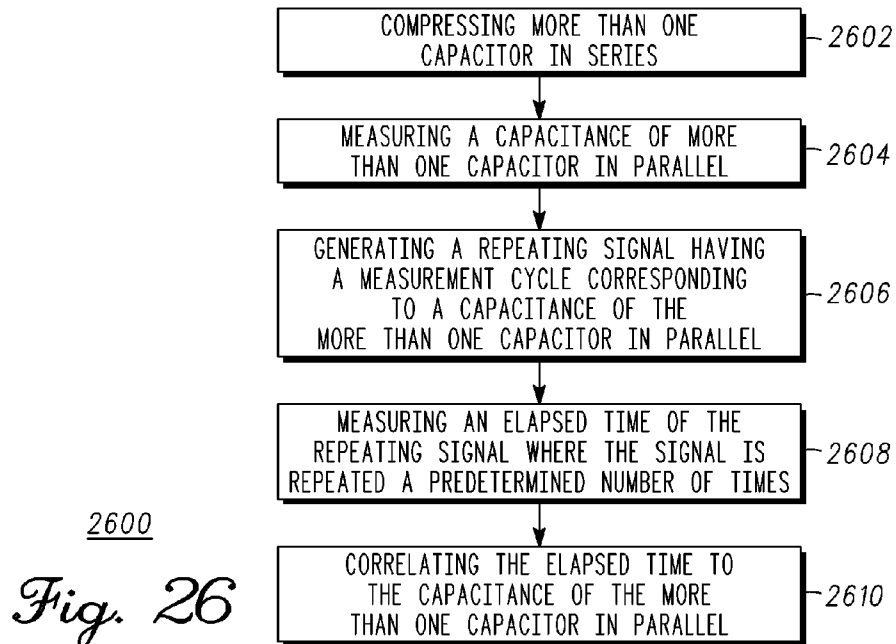 COMPRESSING MORE THAN ONE
CAPACITOR IN SERIES
2602
MEASURING A CAPACITANCE OF MORE
THAN ONE CAPACITOR IN PARALLEL
2604
GENERATING A REPEATING SIGNAL HAVING
A MEASUREMENT CYCLE CORRESPONDING
TO A CAPACITANCE OF THE
MORE THAN ONE CAPACITOR IN PARALLEL
2606
MEASURING AN ELAPSED TIME OF THE
REPEATING SIGNAL WHERE THE SIGNAL IS
REPEATED A PREDETERMINED NUMBER OF TIMES
2608
CORRELATING THE ELAPSED TIME TO
THE CAPACITANCE OF THE MORE
THAN ONE CAPACITOR IN PARALLEL
2610
2600
Fig. 26